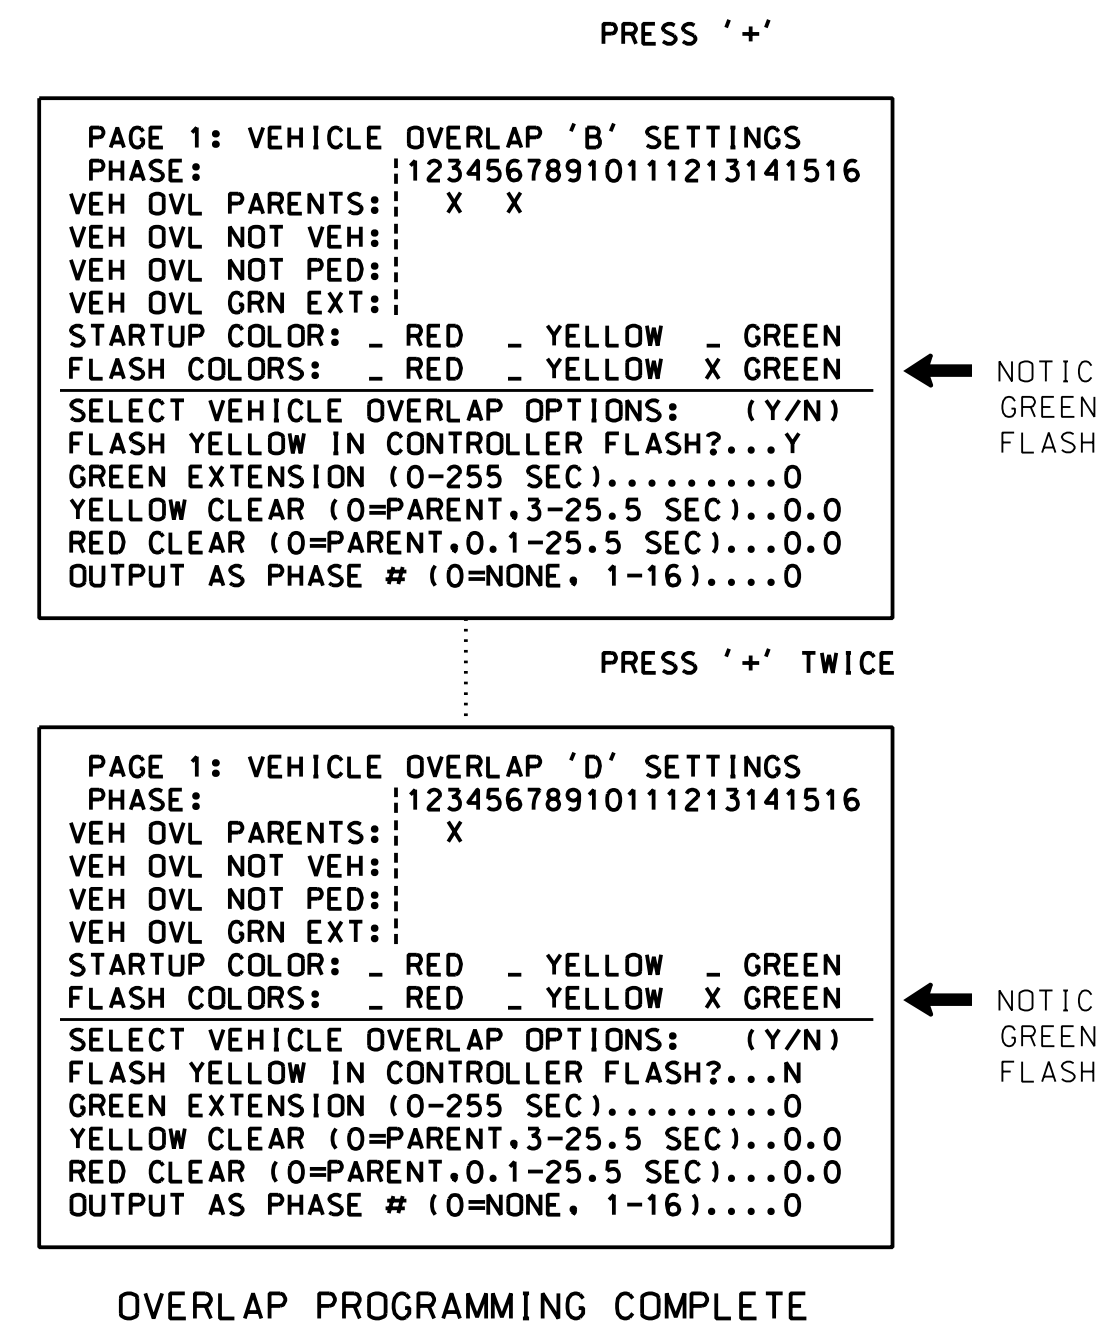 PRESS '+'
PAGE 1: VEHICLE OVERLAP 'B' SETTINGS
PHASE: ¦12345678910111213141516
VEH OVL PARENTS:¦ X X
VEH OVL NOT VEH:¦
VEH OVL NOT PED:¦
VEH OVL GRN EXT:¦
STARTUP COLOR: _ RED _ YELLOW _ GREEN
FLASH COLORS: _ RED _ YELLOW X GREEN
NOTIC
GREEN
FLASH
SELECT VEHICLE OVERLAP OPTIONS: (Y/N)
FLASH YELLOW IN CONTROLLER FLASH?...Y
GREEN EXTENSION (0-255 SEC).........0
YELLOW CLEAR (0=PARENT,3-25.5 SEC)..0.0
RED CLEAR (0=PARENT,0.1-25.5 SEC)...0.0
OUTPUT AS PHASE # (0=NONE, 1-16)....0
PRESS '+' TWICE
PAGE 1: VEHICLE OVERLAP 'D' SETTINGS
PHASE: ¦12345678910111213141516
VEH OVL PARENTS:¦ X
VEH OVL NOT VEH:¦
VEH OVL NOT PED:¦
VEH OVL GRN EXT:¦
STARTUP COLOR: _ RED _ YELLOW _ GREEN
FLASH COLORS: _ RED _ YELLOW X GREEN
NOTIC
GREEN
FLASH
SELECT VEHICLE OVERLAP OPTIONS: (Y/N)
FLASH YELLOW IN CONTROLLER FLASH?...N
GREEN EXTENSION (0-255 SEC).........0
YELLOW CLEAR (0=PARENT,3-25.5 SEC)..0.0
RED CLEAR (0=PARENT,0.1-25.5 SEC)...0.0
OUTPUT AS PHASE # (0=NONE, 1-16)....0
OVERLAP PROGRAMMING COMPLETE